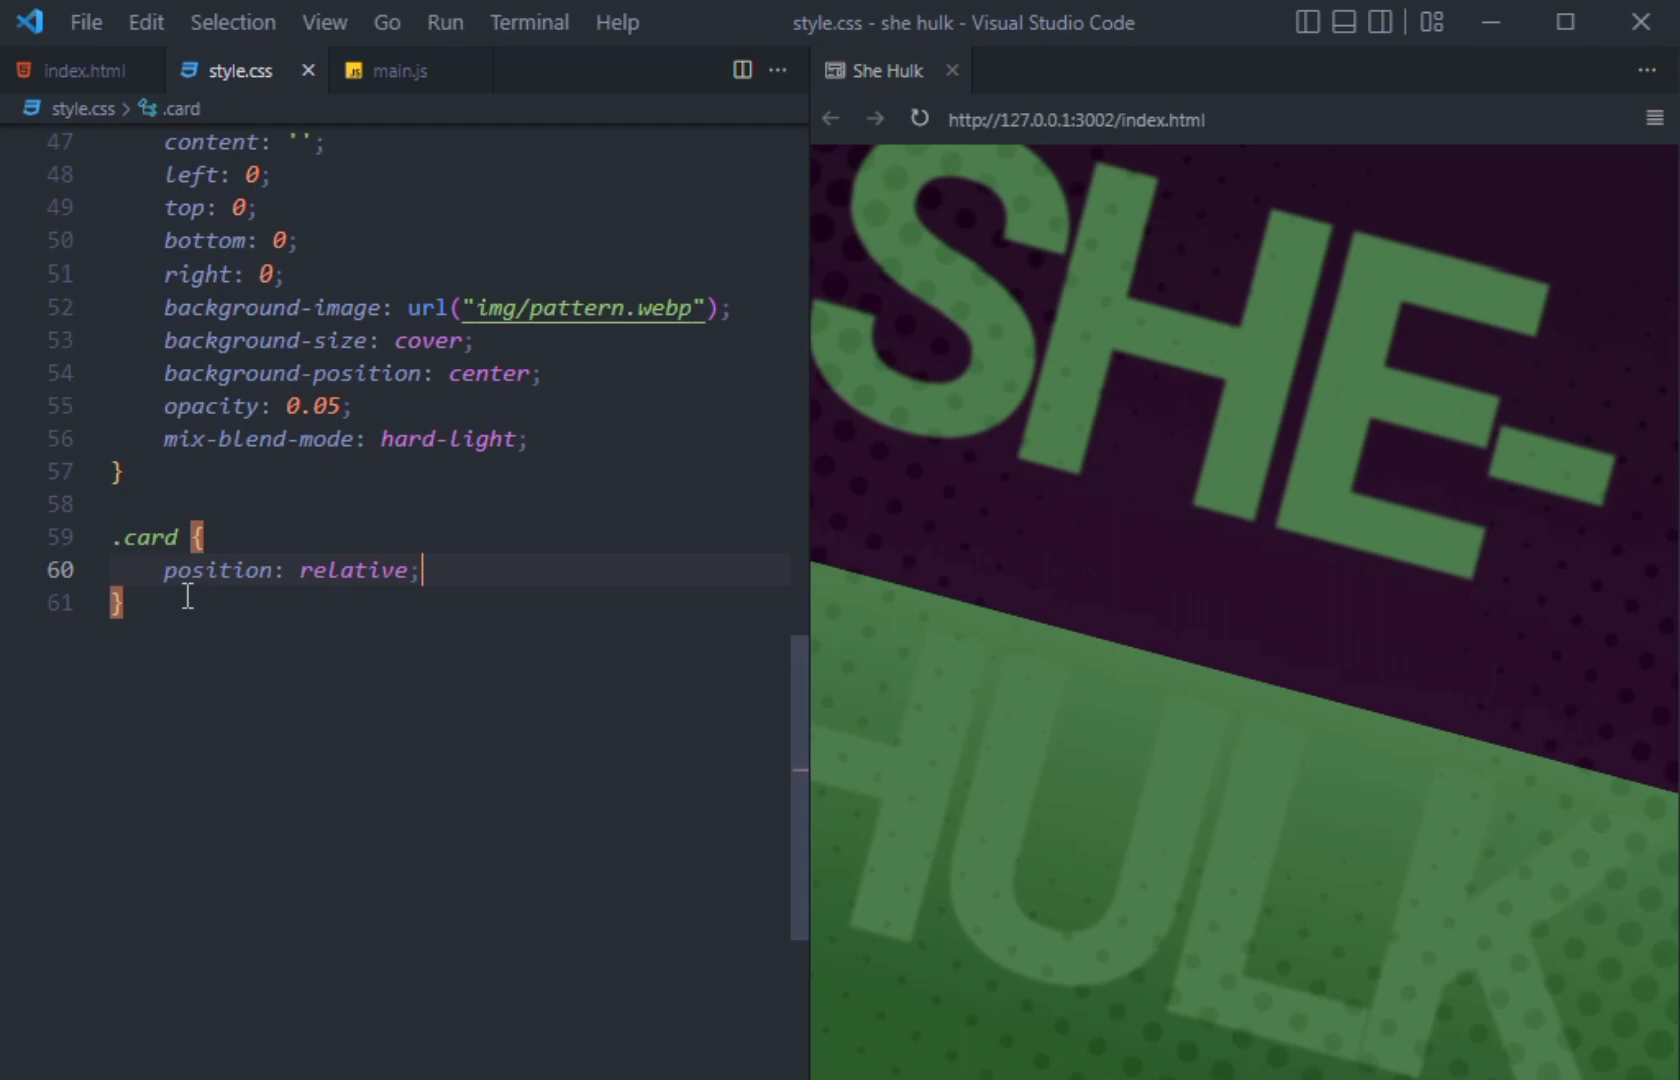 File Edit Selection View Go Run Terminal Help style.css - she hulk - Visual Studio Code
index.html style.css main.js She Hulk
style.css > .card http://127.0.0.1:3002/index.html
47 content: '';
48 left: 0;
49 top: 0;
50 bottom: 0;
51 right: 0;
52 background-image: url("img/pattern.webp");
53 background-size: cover;
54 background-position: center;
55 opacity: 0.05;
56 mix-blend-mode: hard-light;
57 }
58
59 .card {
60 position: relative;
61 }
SHE-
HULK